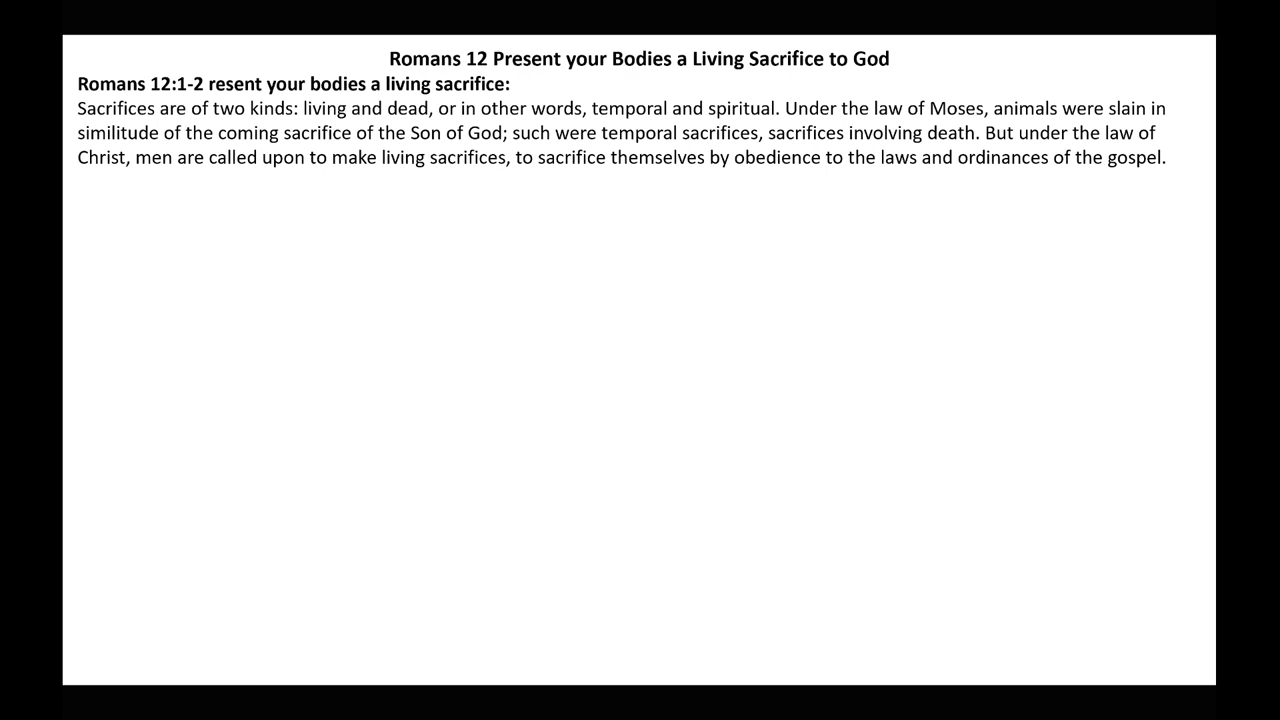 Romans 12 Present your Bodies a Living Sacrifice to God
Romans 12:1-2 resent your bodies a living sacrifice:
Sacrifices are of two kinds: living and dead, or in other words, temporal and spiritual. Under the law of Moses, animals were slain in
similitude of the coming sacrifice of the Son of God; such were temporal sacrifices, sacrifices involving death. But under the law of
Christ, men are called upon to make living sacrifices, to sacrifice themselves by obedience to the laws and ordinances of the gospel.